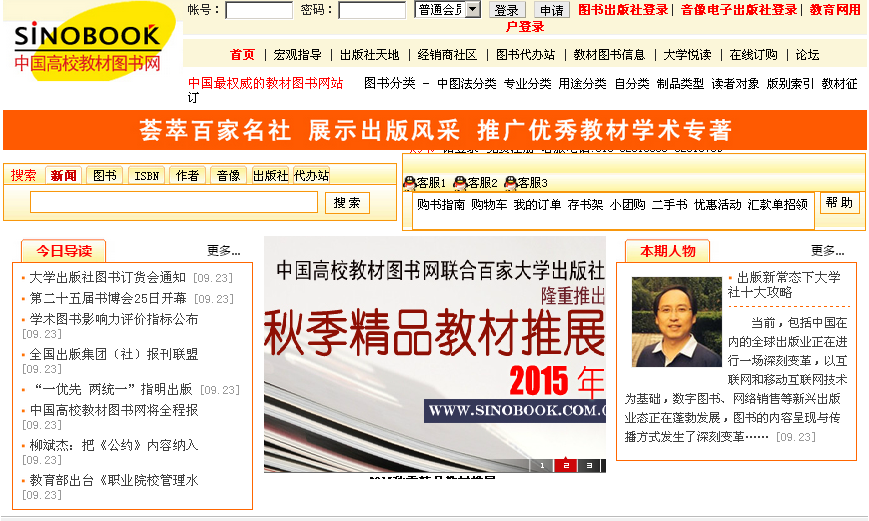 SINOBOOK
中国高校教材图书网
帐号： 密码： 普通会员 登录 申请 图书出版社登录| 音像电子出版社登录| 教育网用户登录
首页 | 宏观指导 | 出版社天地 | 经销商社区 | 图书代办站 | 教材图书信息 | 大学悦读 | 在线订购 | 论坛
中国最权威的教材图书网站 图书分类 - 中图法分类 专业分类 用途分类 自分类 制品类型 读者对象 版别索引 教材征订
荟萃百家名社 展示出版风采 推广优秀教材学术专著
搜索 新闻 图书 ISBN 作者 音像 出版社 代办站
搜 索
客服1 客服2 客服3
购书指南 购物车 我的订单 存书架 小团购 二手书 优惠活动 汇款单招领
帮 助
今日导读 更多...
大学出版社图书订货会通知 [09.23]
第二十五届书博会25日开幕 [09.23]
学术图书影响力评价指标公布
[09.23]
全国出版集团（社）报刊联盟
[09.23]
“一优先 两统一”指明出版 [09.23]
中国高校教材图书网将全程报
[09.23]
柳斌杰：把《公约》内容纳入
[09.23]
教育部出台《职业院校管理水
[09.23]
中国高校教材图书网联合百家大学出版社
隆重推出
秋季精品教材推展
2015 年
WWW.SINOBOOK.COM.
1 2 3
2015秋季精品教材推展
本期人物 更多...
出版新常态下大学社十大攻略
当前，包括中国在
内的全球出版业正在进
行一场深刻变革，以互
联网和移动互联网技术
为基础，数字图书、网络销售等新兴出版
业态正在蓬勃发展，图书的内容呈现与传
播方式发生了深刻变革…… [09.23]